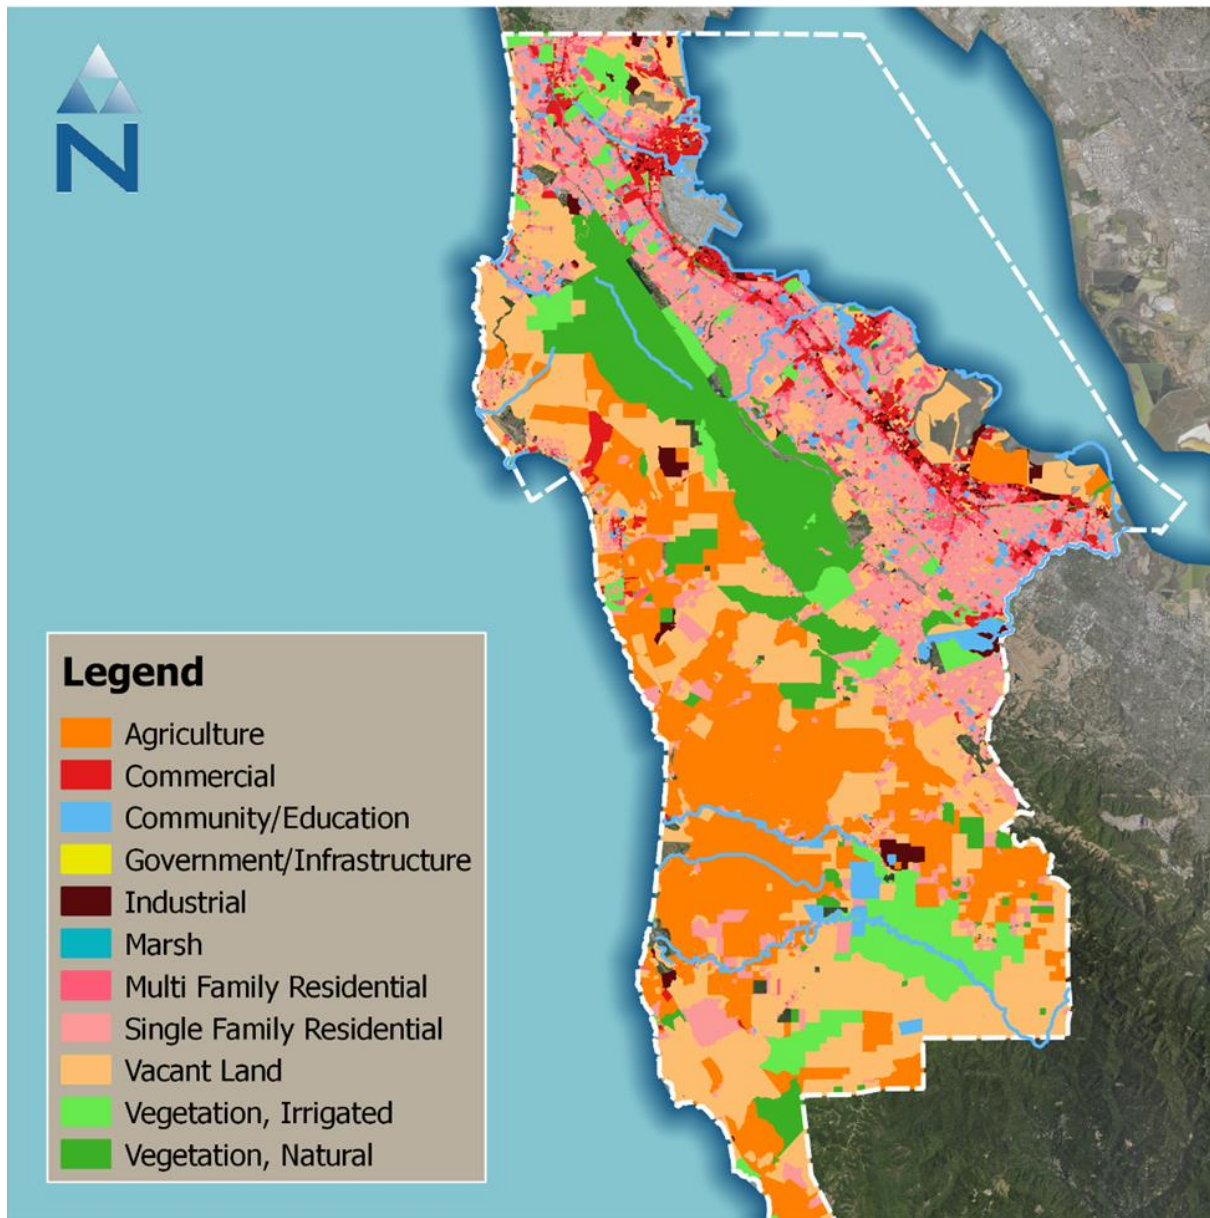 N
Legend
Agriculture
Commercial
Community/Education
Government/Infrastructure
Industrial
Marsh
Multi Family Residential
Single Family Residential
Vacant Land
Vegetation, Irrigated
Vegetation, Natural